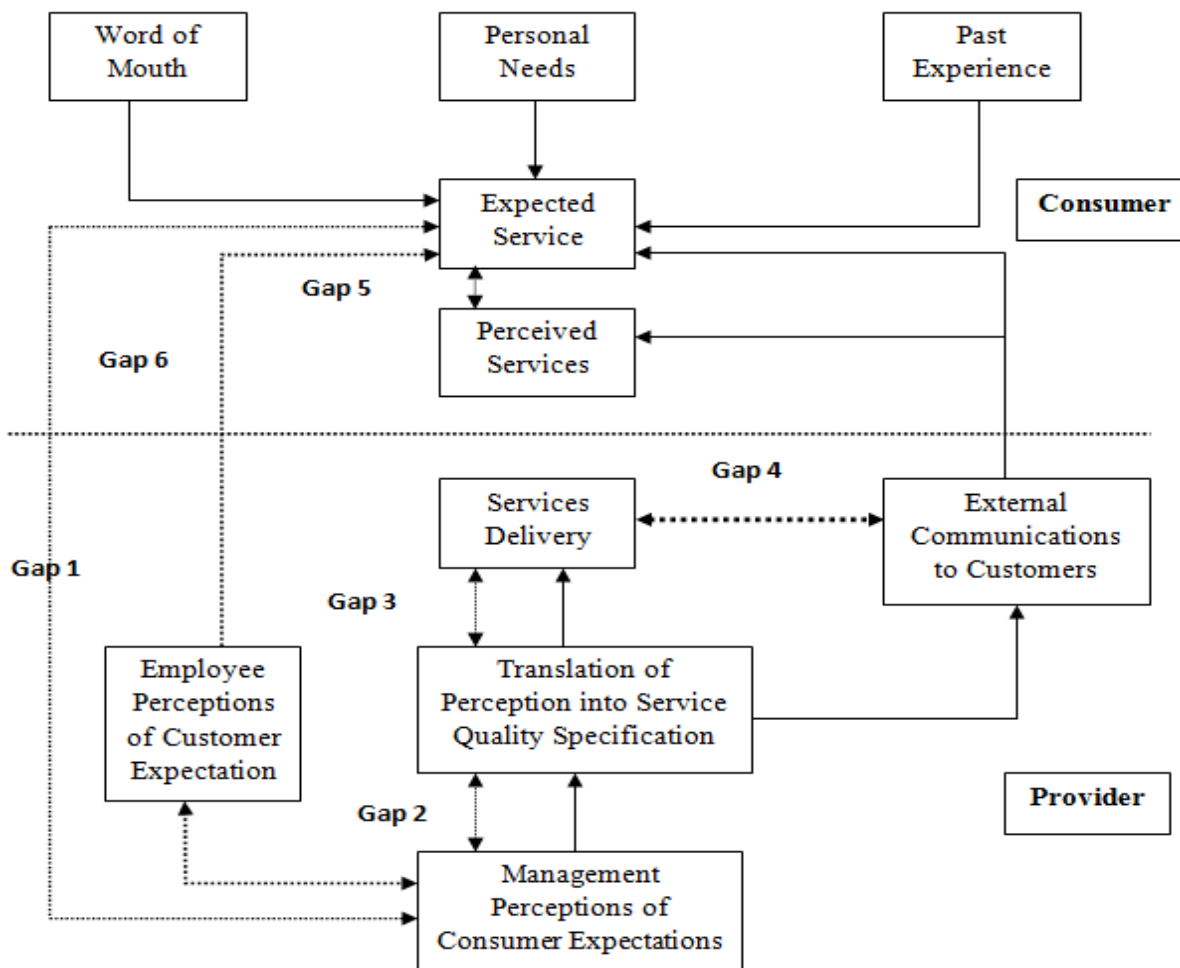 Word of
Mouth
Personal
Needs
Past
Experience
Expected
Service
Consumer
Gap 5
Perceived
Services
Gap 6
Gap 4
Services
Delivery
External
Communications
to Customers
Gap 1
Gap 3
Employee
Perceptions
of Customer
Expectation
Translation of
Perception into Service
Quality Specification
Provider
Gap 2
Management
Perceptions of
Consumer Expectations